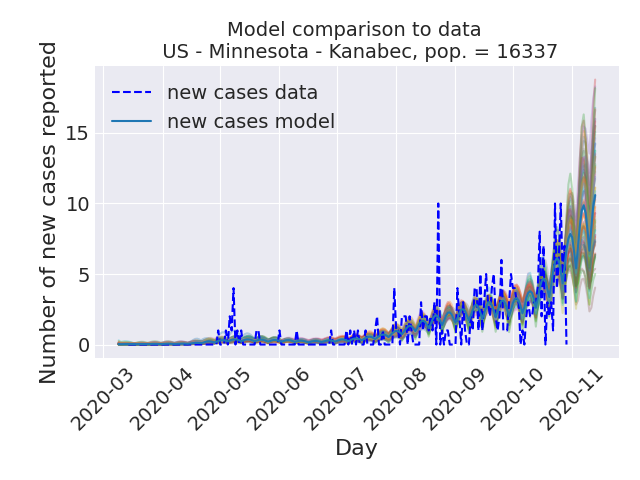 Model comparison to data
US - Minnesota - Kanabec, pop. = 16337
Number of new cases reported
new cases data
new cases model
15
10
5
0
2020-03
2020-04
2020-05
2020-06
2020-07
2020-08
2020-09
2020-10
2020-11
Day